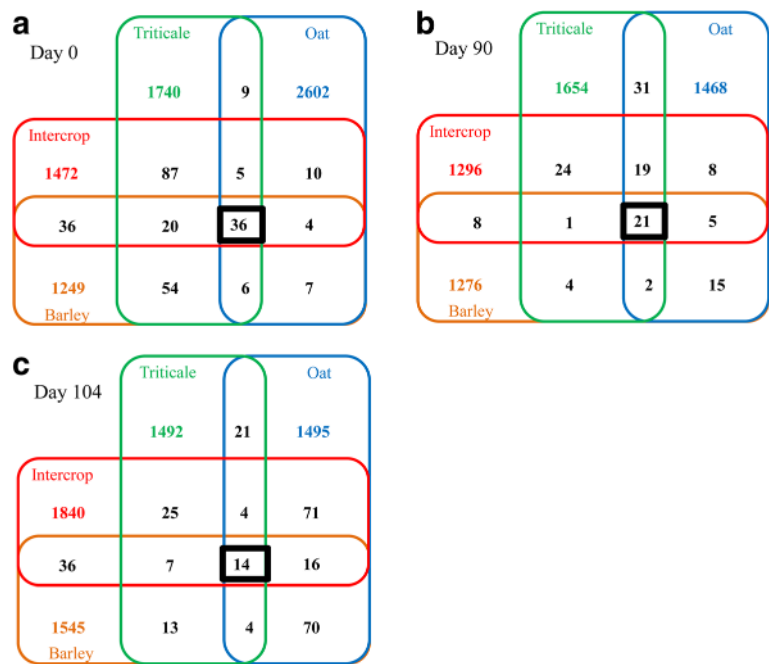 a
Day 0
Triticale
Oat
1740 9 2602
Intercrop
1472 87 5 10
36 20 36 4
1249 54 6 7
Barley
b
Day 90
Triticale
Oat
1654 31 1468
Intercrop
1296 24 19 8
8 1 21 5
1276 4 2 15
Barley
c
Day 104
Triticale
Oat
1492 21 1495
Intercrop
1840 25 4 71
36 7 14 16
1545 13 4 70
Barley